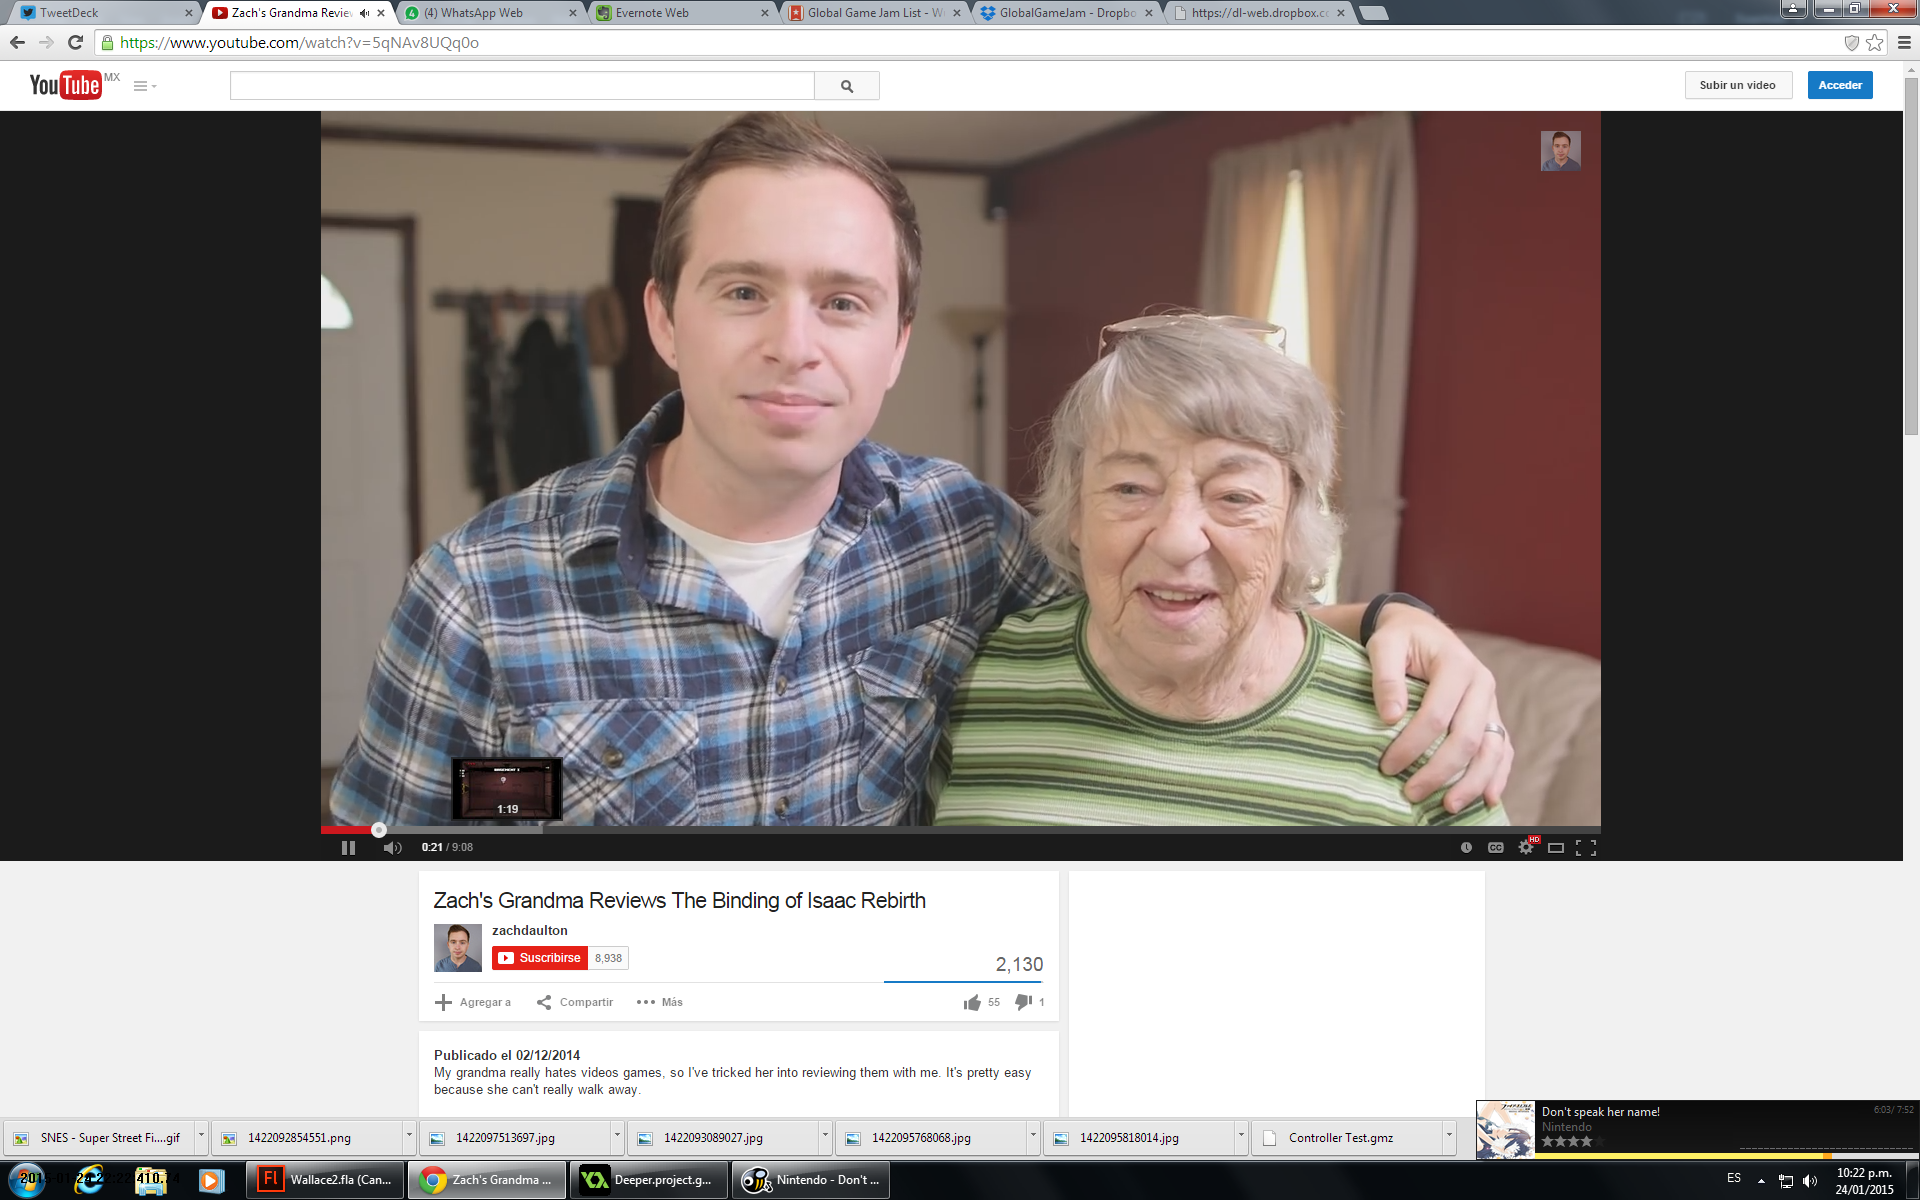 TweetDeck
Zach's Grandma Review
(4) WhatsApp Web
Evernote Web
Global Game Jam List - W
GlobalGameJam - Dropbo
https://dl-web.dropbox.c
https://www.youtube.com/watch?v=5qNAv8UQq0o
YouTube MX
Subir un video
Acceder
BASEMENT I
1:19
0:21 / 9:08
CC
HD
Zach's Grandma Reviews The Binding of Isaac Rebirth
zachdaulton
Suscribirse
8,938
2,130
Agregar a
Compartir
Más
55
1
Publicado el 02/12/2014
My grandma really hates videos games, so I've tricked her into reviewing them with me. It's pretty easy
because she can't really walk away.
Don't speak her name!
6:03/ 7:52
Nintendo
SNES - Super Street Fi....gif
1422092854551.png
1422097513697.jpg
1422093089027.jpg
1422095768068.jpg
1422095818014.jpg
Controller Test.gmz
Fl
Wallace2.fla (Can...
Zach's Grandma ...
Deeper.project.g...
Nintendo - Don't ...
ES
10:22 p.m.
24/01/2015